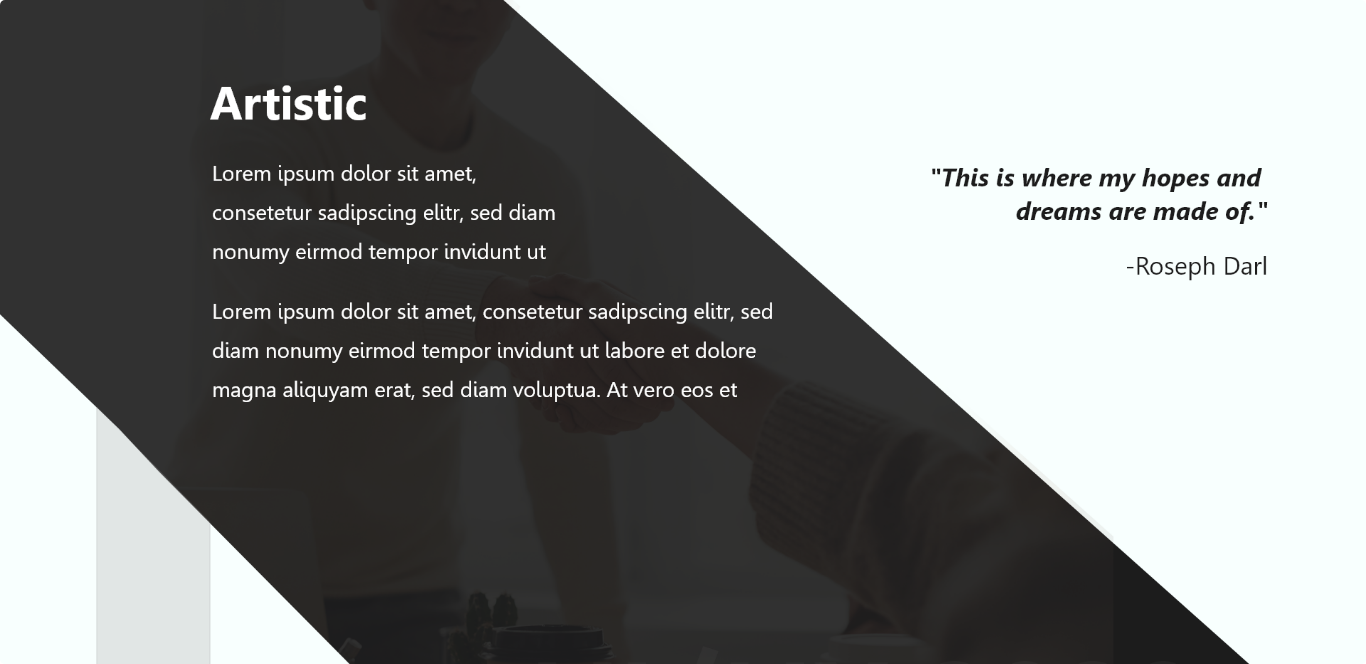 Artistic
Lorem ipsum dolor sit amet,
consetetur sadipscing elitr, sed diam
nonumy eirmod tempor invidunt ut
Lorem ipsum dolor sit amet, consetetur sadipscing elitr, sed
diam nonumy eirmod tempor invidunt ut labore et dolore
magna aliquyam erat, sed diam voluptua. At vero eos et
"This is where my hopes and
dreams are made of."
-Roseph Darl